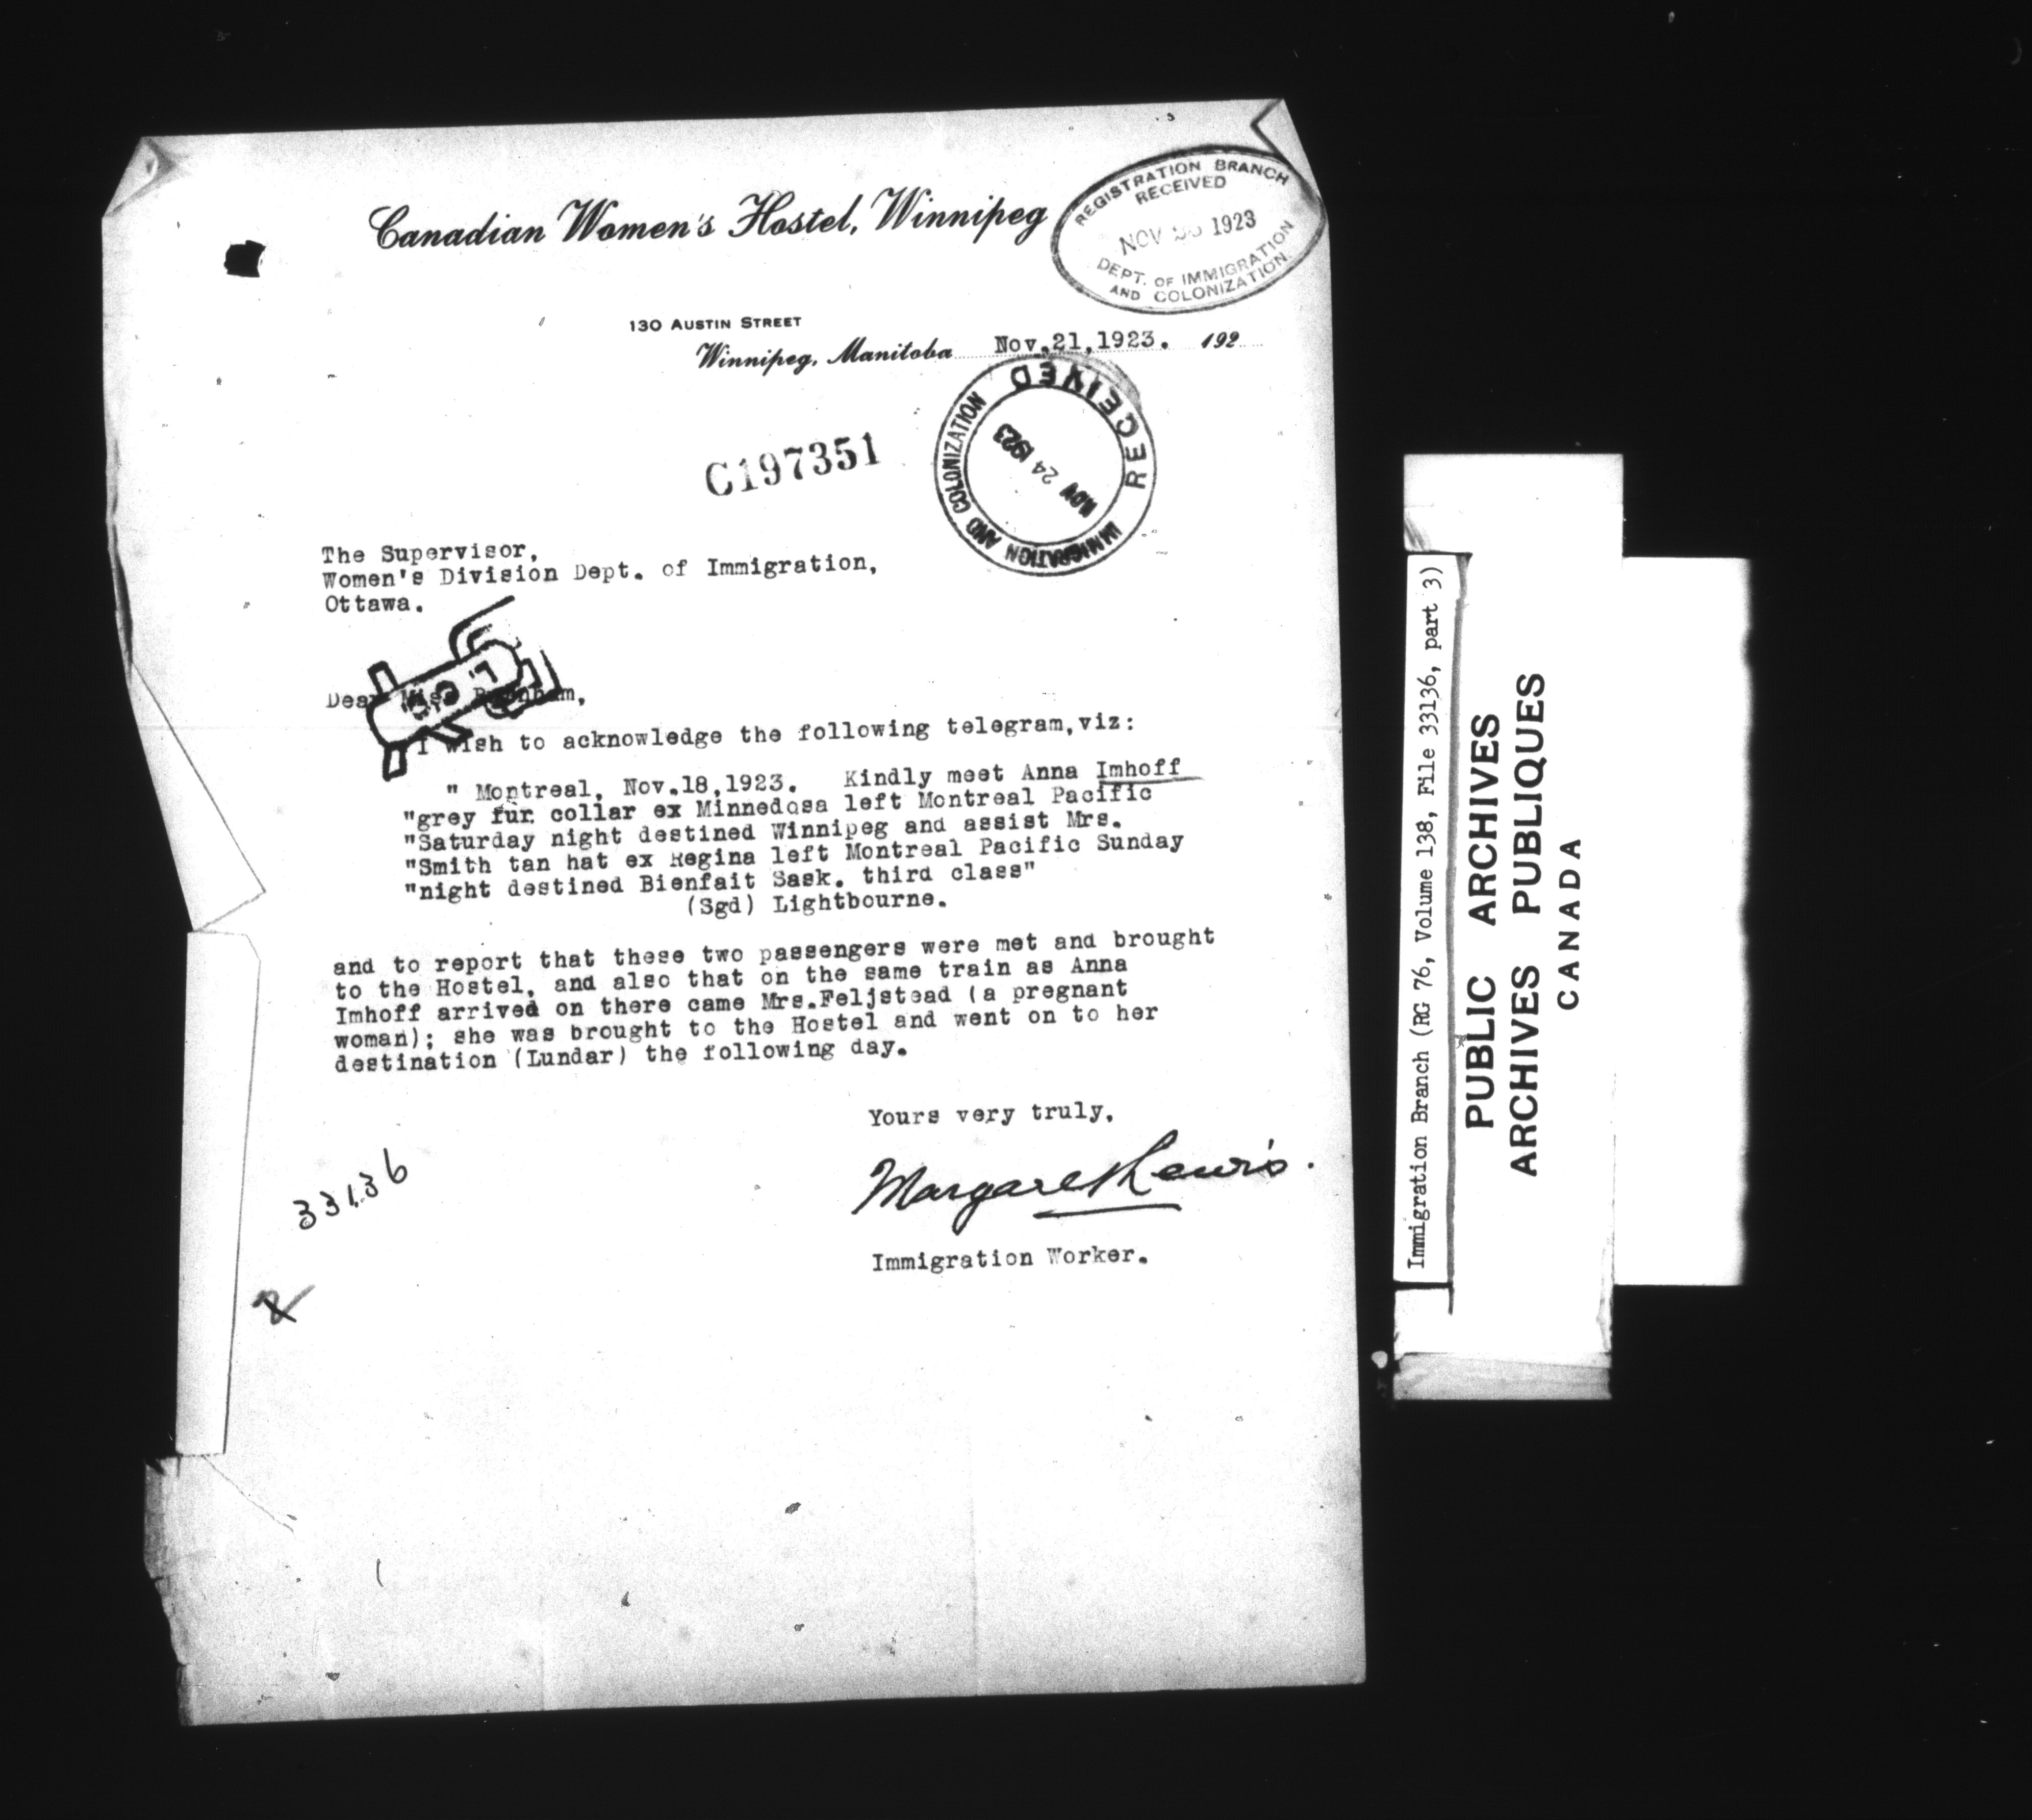 Canadian Women's Hostel, Winnipeg
REGISTRATION BRANCH
RECEIVED
NOV 1923
DEPT. OF IMMIGRATION
AND COLONIZATION.
130 AUSTIN STREET
Winnipeg, Manitoba Nov.21,1923. 192
RECEIVED
NOV 24 1923
IMMIGRATION AND COLONIZATION
C197351
The Supervisor,
Women's Division Dept. of Immigration,
Ottawa.
Dear Miss
I wish to acknowledge the following telegram,viz:
" Montreal, Nov.18,1923. Kindly meet Anna Imhoff
"grey fur collar ex Minnedosa left Montreal Pacific
"Saturday night destined Winnipeg and assist Mrs.
"Smith tan hat ex Regina left Montreal Pacific Sunday
"night destined Bienfait Sask. third class"
(Sgd) Lightbourne.
and to report that these two passengers were met and brought
to the Hostel, and also that on the same train as Anna
Imhoff arrived on there came Mrs.Feljstead (a pregnant
woman); she was brought to the Hostel and went on to her
destination (Lundar) the following day.
Yours very truly,
Margaret Lewis.
Immigration Worker.
33136
Immigration Branch (RG 76, Volume 138, File 33136, part 3)
PUBLIC ARCHIVES
ARCHIVES PUBLIQUES
CANADA